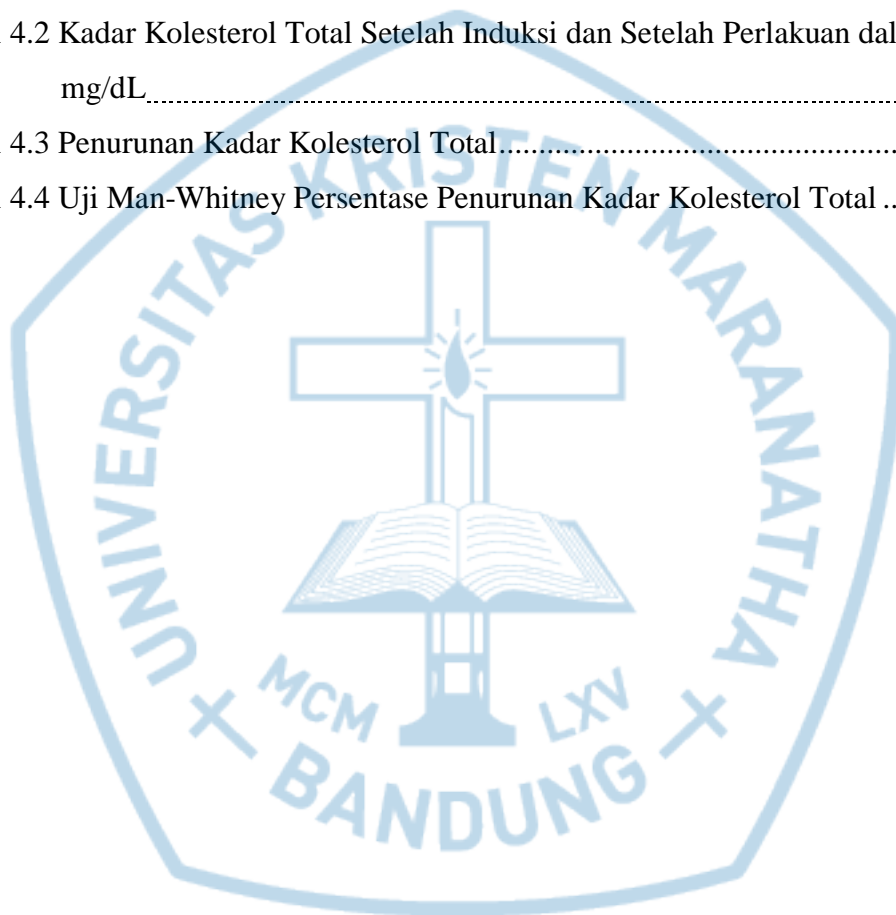 4.2 Kadar Kolesterol Total Setelah Induksi dan Setelah Perlakuan
mg/dL
4.3 Penurunan Kadar Kolesterol Total................................................
4.4 Uji Man-Whitney Persentase Penurunan Kadar Kolesterol Total ..
UNIVERSITAS KRISTEN MARANATHA
MCM LXV
BANDUNG